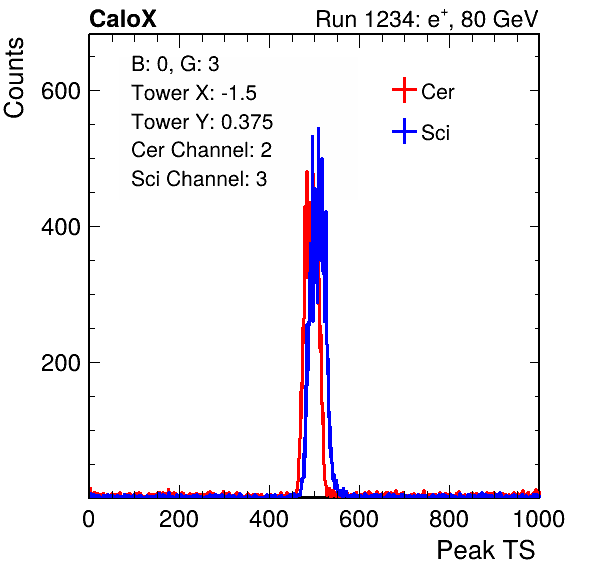 CaloX
Run 1234: e+, 80 GeV
Counts
B: 0, G: 3
Tower X: -1.5
Tower Y: 0.375
Cer Channel: 2
Sci Channel: 3
Cer
Sci
600
400
200
0 200 400 600 800 1000
Peak TS